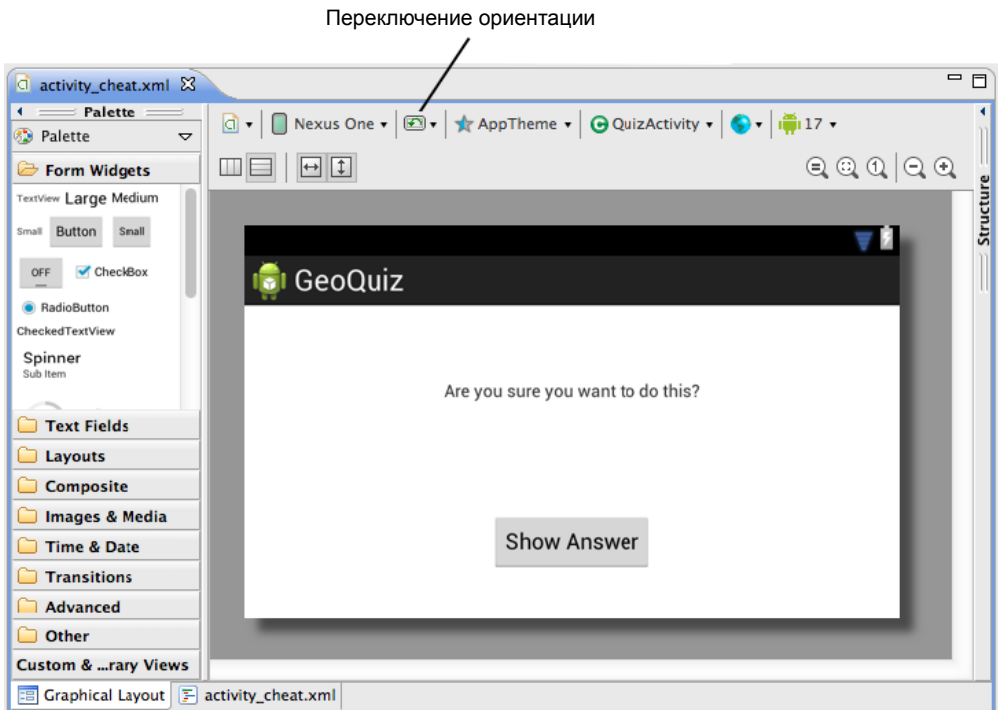 Переключение ориентации
activity_cheat.xml
Palette
Palette
Form Widgets
TextView Large Medium
Small Button Small
OFF CheckBox
RadioButton
CheckedTextView
Spinner
Sub Item
Text Fields
Layouts
Composite
Images & Media
Time & Date
Transitions
Advanced
Other
Custom & ...rary Views
Nexus One AppTheme QuizActivity 17
1
GeoQuiz
Are you sure you want to do this?
Show Answer
Structure
Graphical Layout activity_cheat.xml